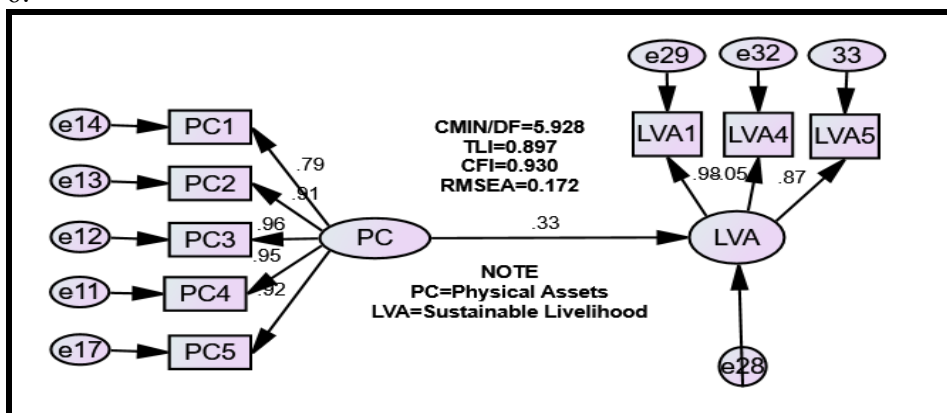 e29
e32
33
e14
PC1
LVA1
LVA4
LVA5
CMIN/DF=5.928
TLI=0.897
CFI=0.930
RMSEA=0.172
.79
.98
.05
.87
e13
PC2
.91
e12
PC3
.96
PC
.33
LVA
.95
e11
PC4
.92
NOTE
PC=Physical Assets
LVA=Sustainable Livelihood
e17
PC5
e28